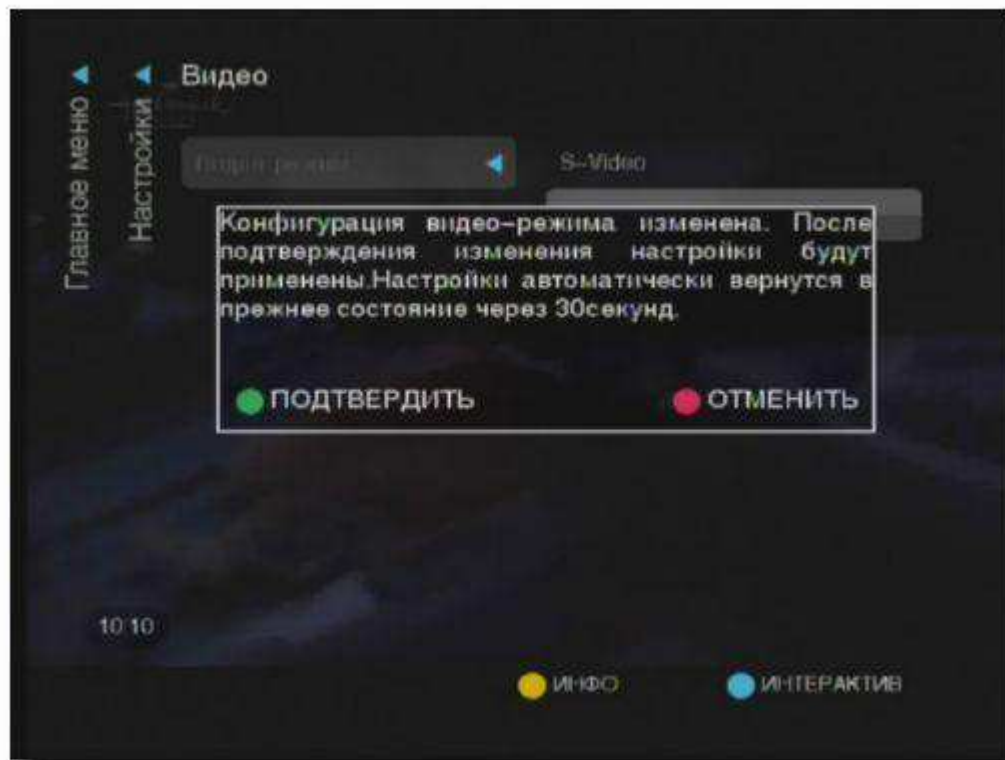 Главное меню
Настройки
Видео
S-Video
Конфигурация видео-режима изменена. После
подтверждения изменения настройки будут
применены.Настройки автоматически вернутся в
прежнее состояние через 30секунд.
ПОДТВЕРДИТЬ
ОТМЕНИТЬ
10:10
ИНФО
ИНТЕРАКТИВ